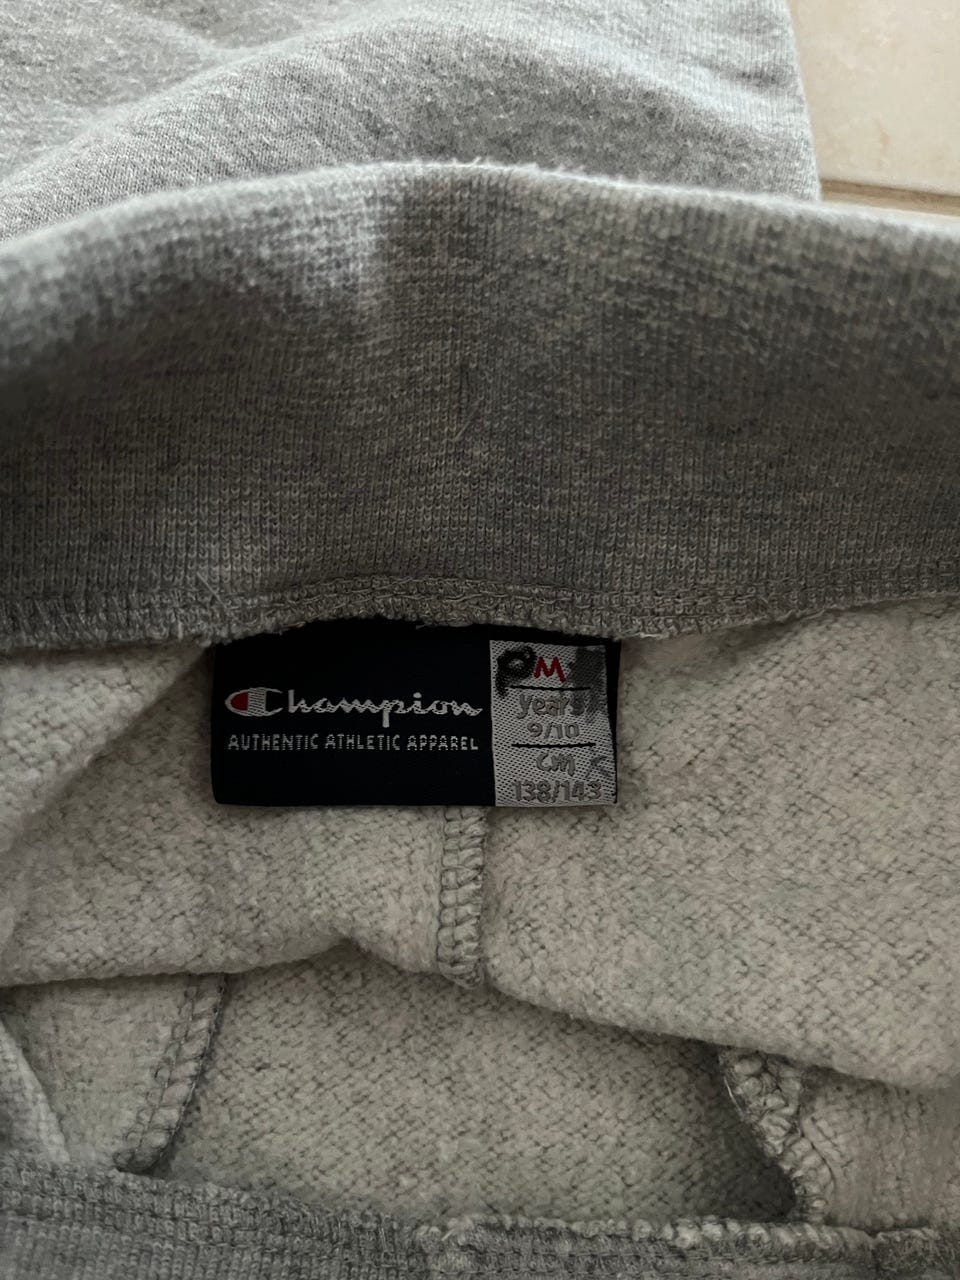 Champion
AUTHENTIC ATHLETIC APPAREL
M
years
9/10
cm
138/143